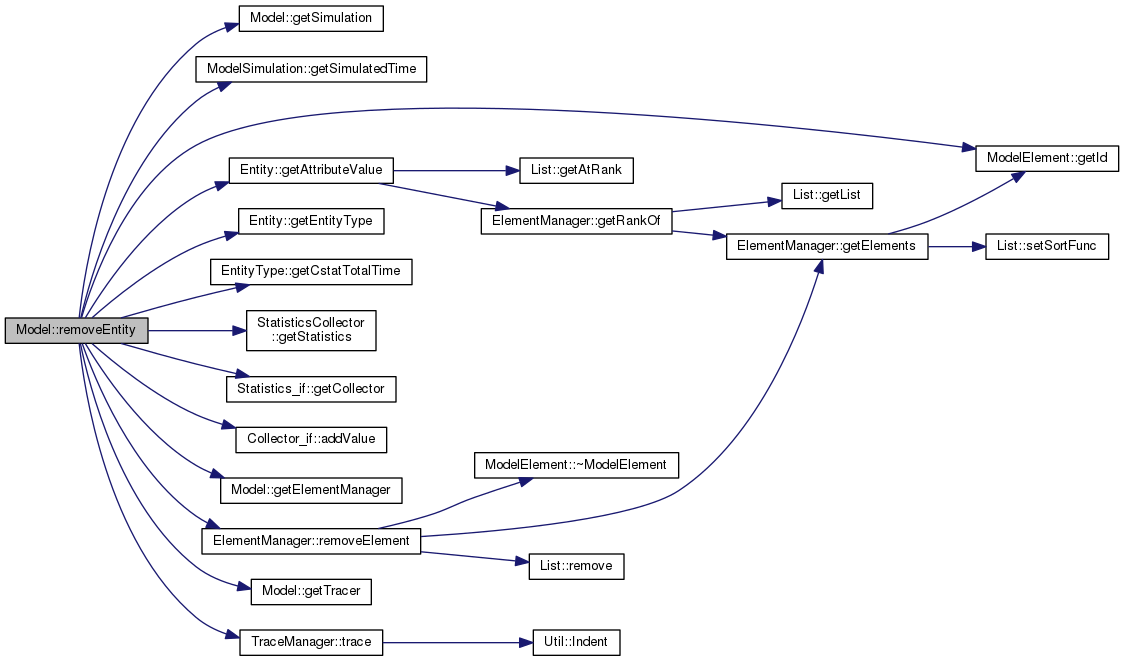 Model::getSimulation
ModelSimulation::getSimulatedTime
ModelElement::getId
Entity::getAttributeValue
List::getAtRank
List::getList
ElementManager::getRankOf
Entity::getEntityType
ElementManager::getElements
List::setSortFunc
EntityType::getCstatTotalTime
Model::removeEntity
StatisticsCollector
::getStatistics
Statistics_if::getCollector
Collector_if::addValue
ModelElement::~ModelElement
Model::getElementManager
ElementManager::removeElement
List::remove
Model::getTracer
TraceManager::trace
Util::Indent